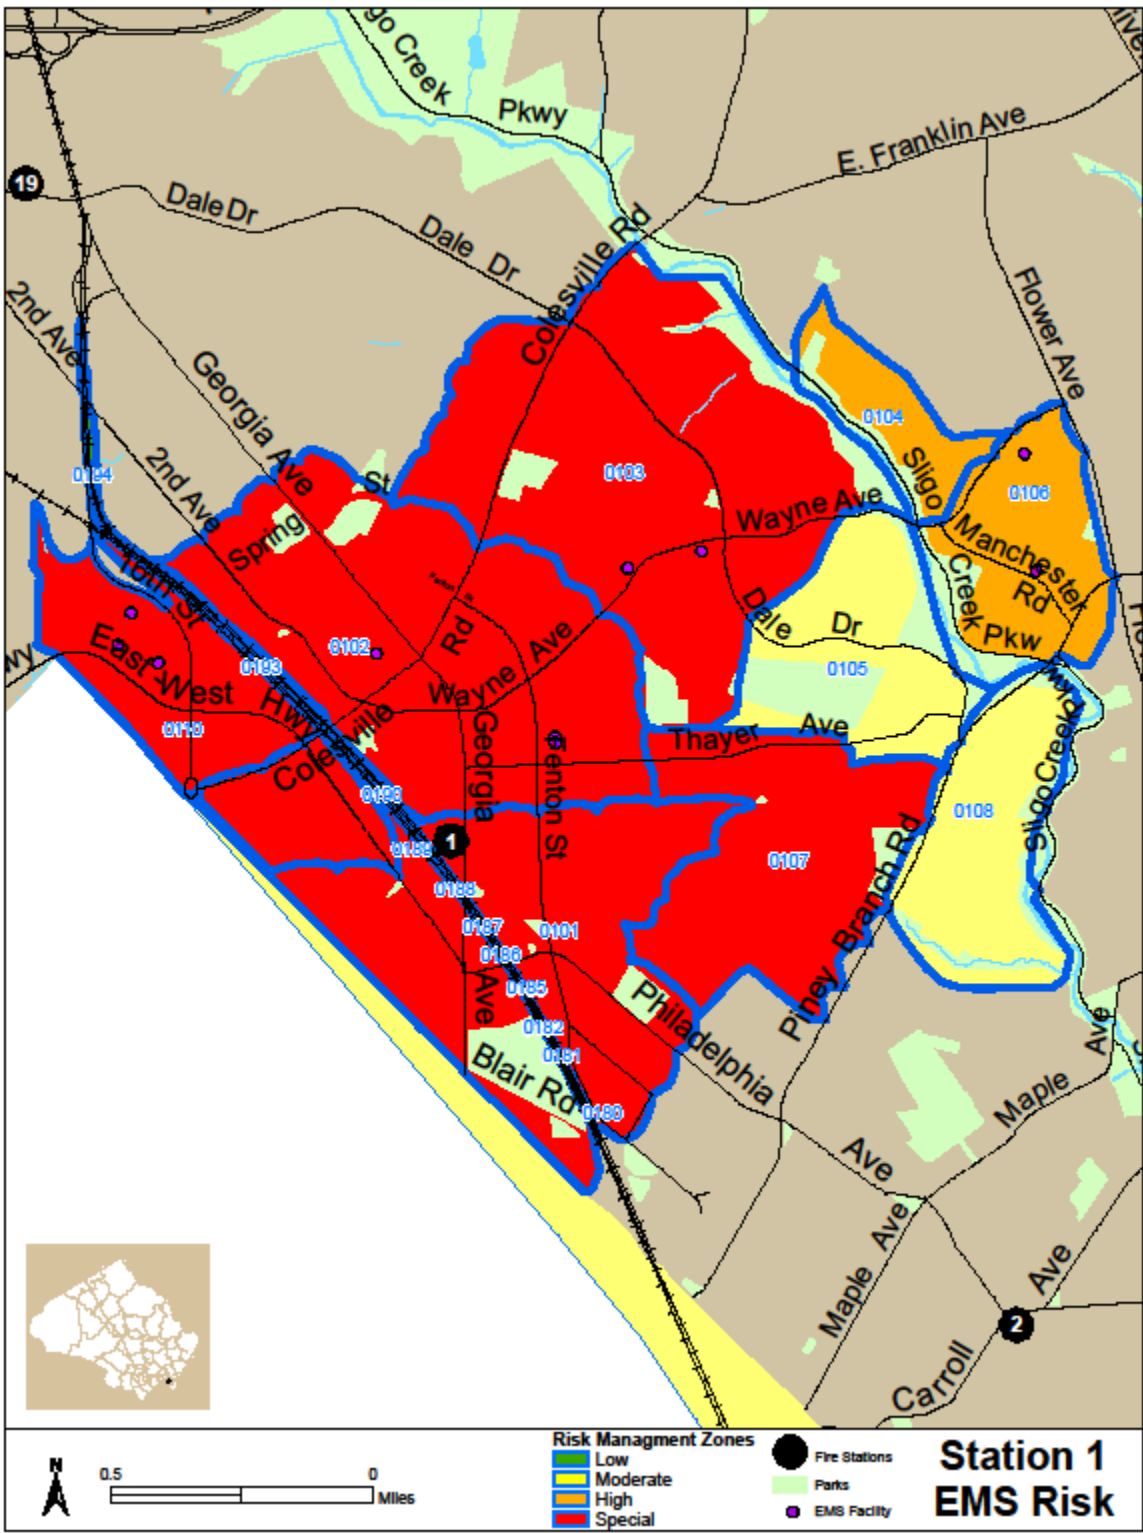 Sligo Creek Pkwy
E. Franklin Ave
19
Dale Dr
Dale Dr
Colesville Rd
Flower Ave
2nd Ave
Georgia Ave
0104
0194
2nd Ave
Spring St
0103
Sligo
0106
Wayne Ave
Manchester Rd
16th St
Fenton St
Creek Pkw
Dale Dr
East West Hwy
0102
Rd
Wayne Ave
0193
0105
wy
0110
Colesville
Georgia
Fenton St
Thayer Ave
Pkwy
Sligo Creek
0108
0190
0189
1
0107
0188
0187
0101
0186
0185
Ave
Piney Branch Rd
Philadelphia
0182
0181
Blair Rd
0180
Ave
Maple
Ave
Maple Ave
Ave
2
Carroll
N
0.5 0
Miles
Risk Managment Zones
Low
Moderate
High
Special
Fire Stations
Parks
EMS Facility
Station 1
EMS Risk